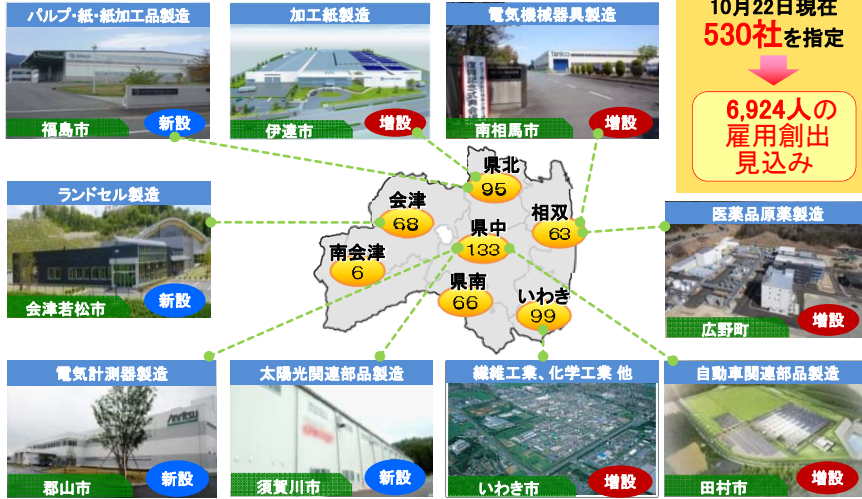 パルプ・紙・紙加工品製造
福島市
新設
加工紙製造
伊達市
増設
電気機械器具製造
tanico
南相馬市
増設
10月22日現在
530社を指定
6,924人の
雇用創出
見込み
ランドセル製造
会津若松市
新設
県北
95
会津
68
相双
63
県中
133
南会津
6
県南
66
いわき
99
医薬品原薬製造
広野町
増設
電気計測器製造
Anritsu
郡山市
新設
太陽光関連部品製造
須賀川市
新設
繊維工業、化学工業 他
いわき市
増設
自動車関連部品製造
田村市
増設